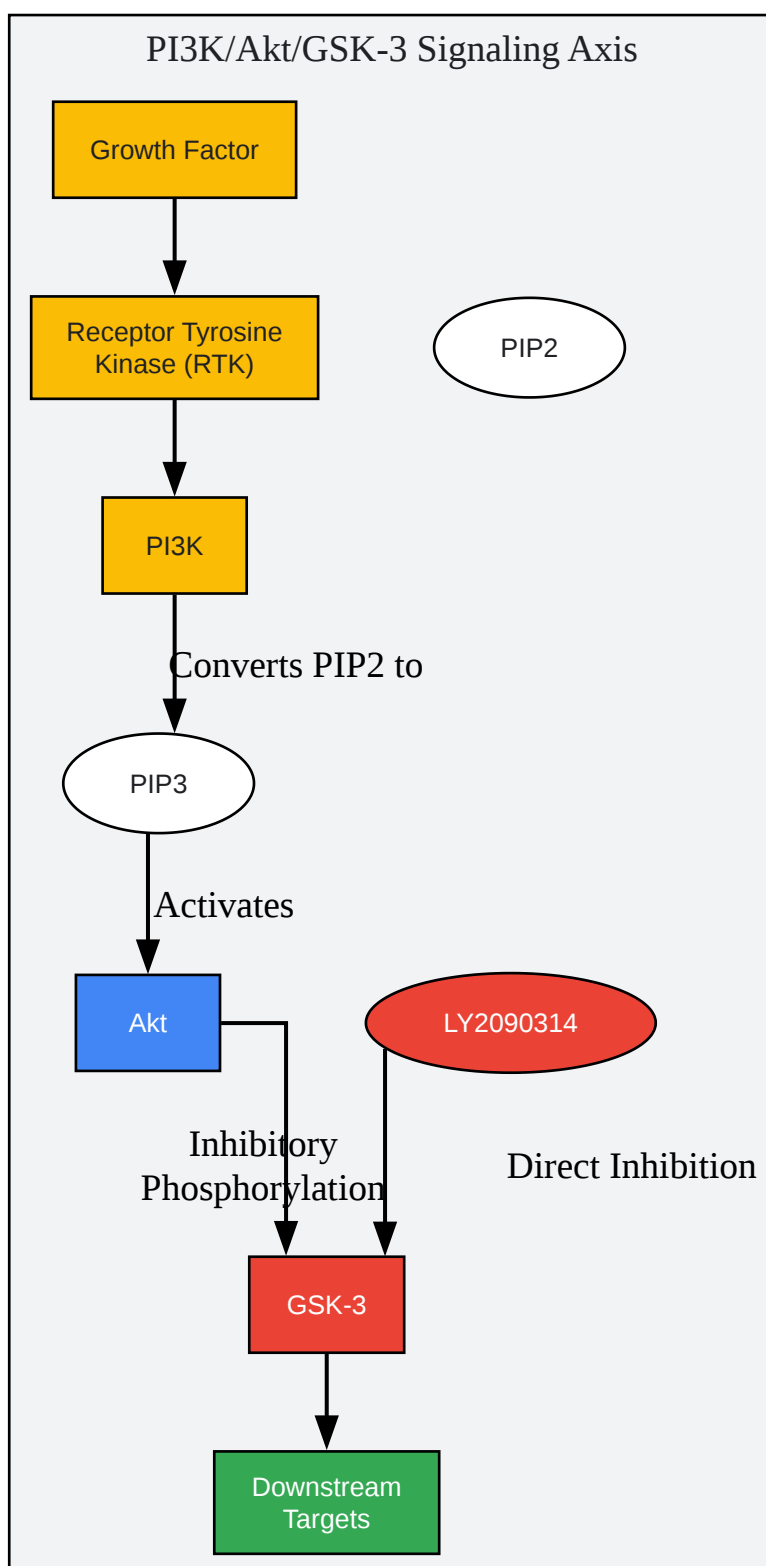 PI3K/Akt/GSK-3 Signaling Axis
Growth Factor
Receptor Tyrosine
Kinase (RTK)
PIP2
PI3K
Converts PIP2 to
PIP3
Activates
Akt
LY2090314
Inhibitory
Phosphorylation
Direct Inhibition
GSK-3
Downstream
Targets